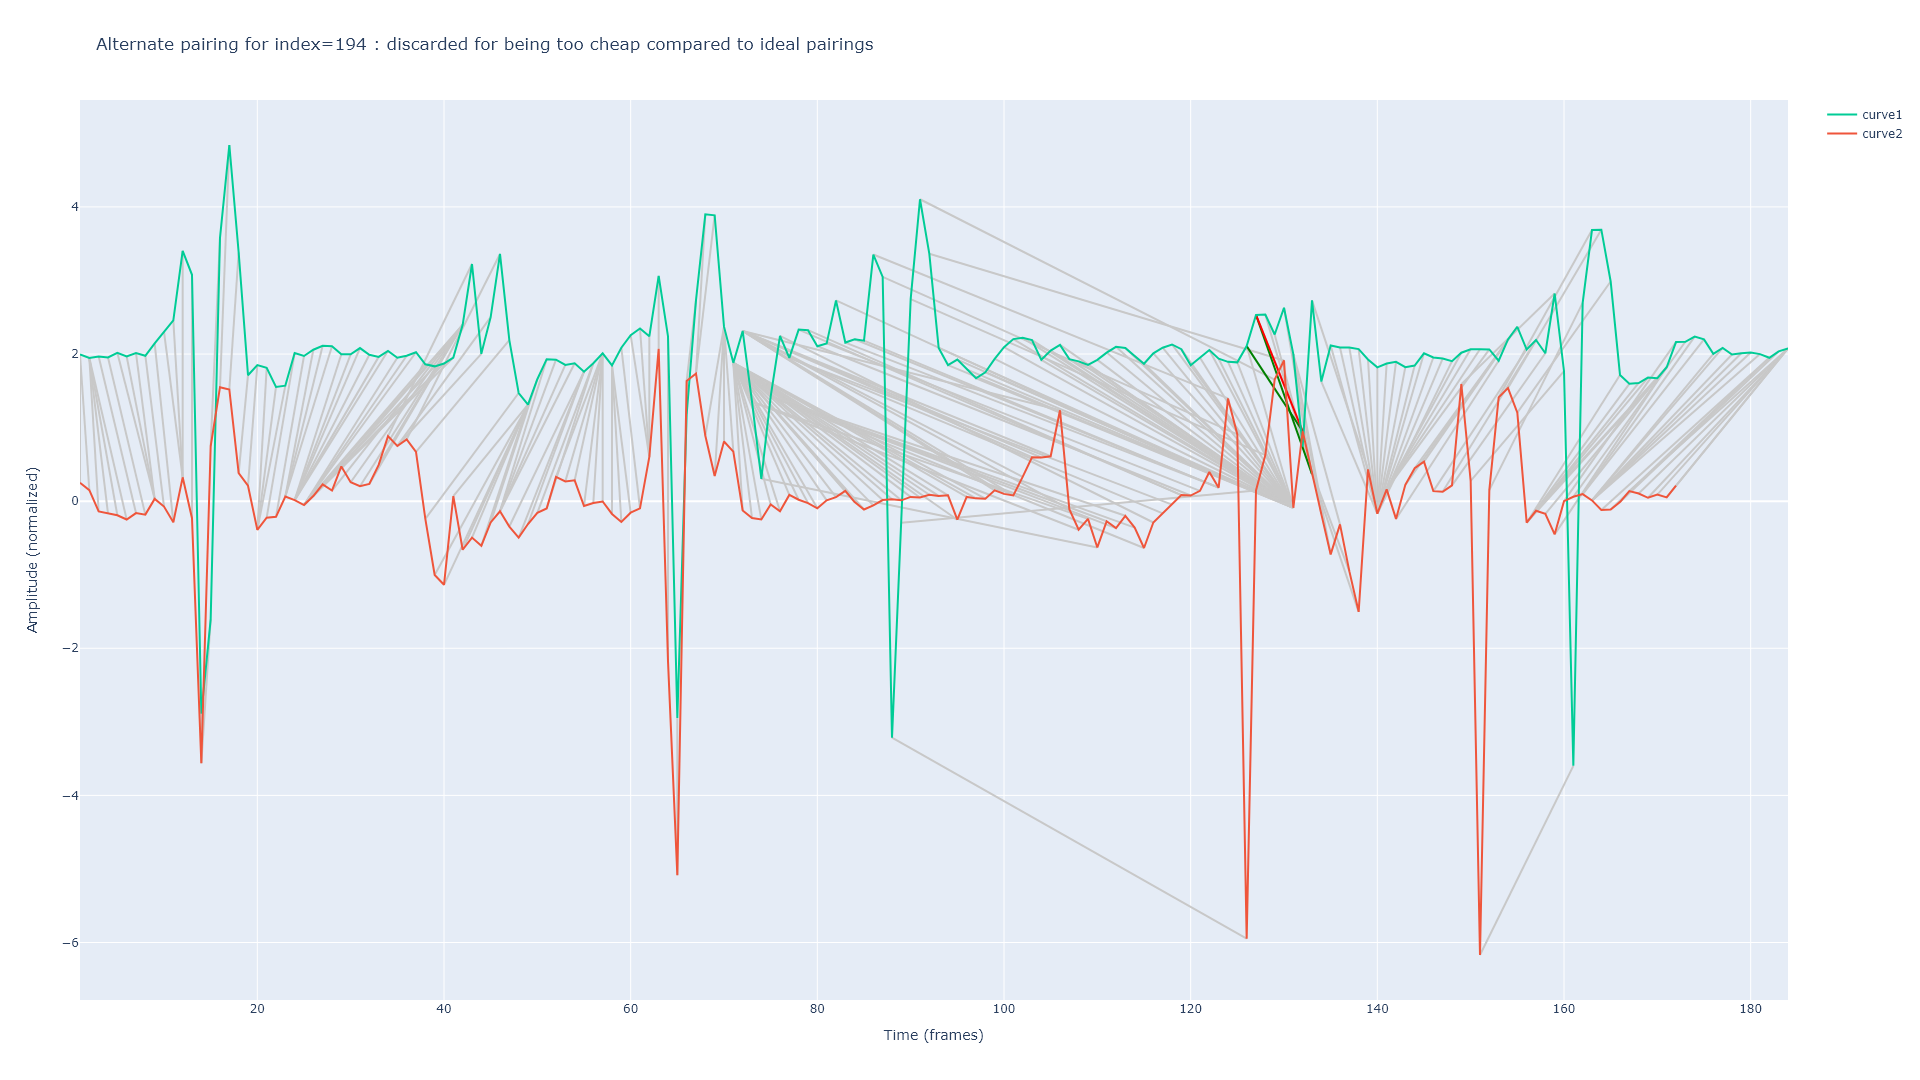 Alternate pairing for index=194 : discarded for being too cheap compared to ideal pairings
curve1
curve2
4
2
0
−2
−4
−6
Amplitude (normalized)
20 40 60 80 100 120 140 160 180
Time (frames)